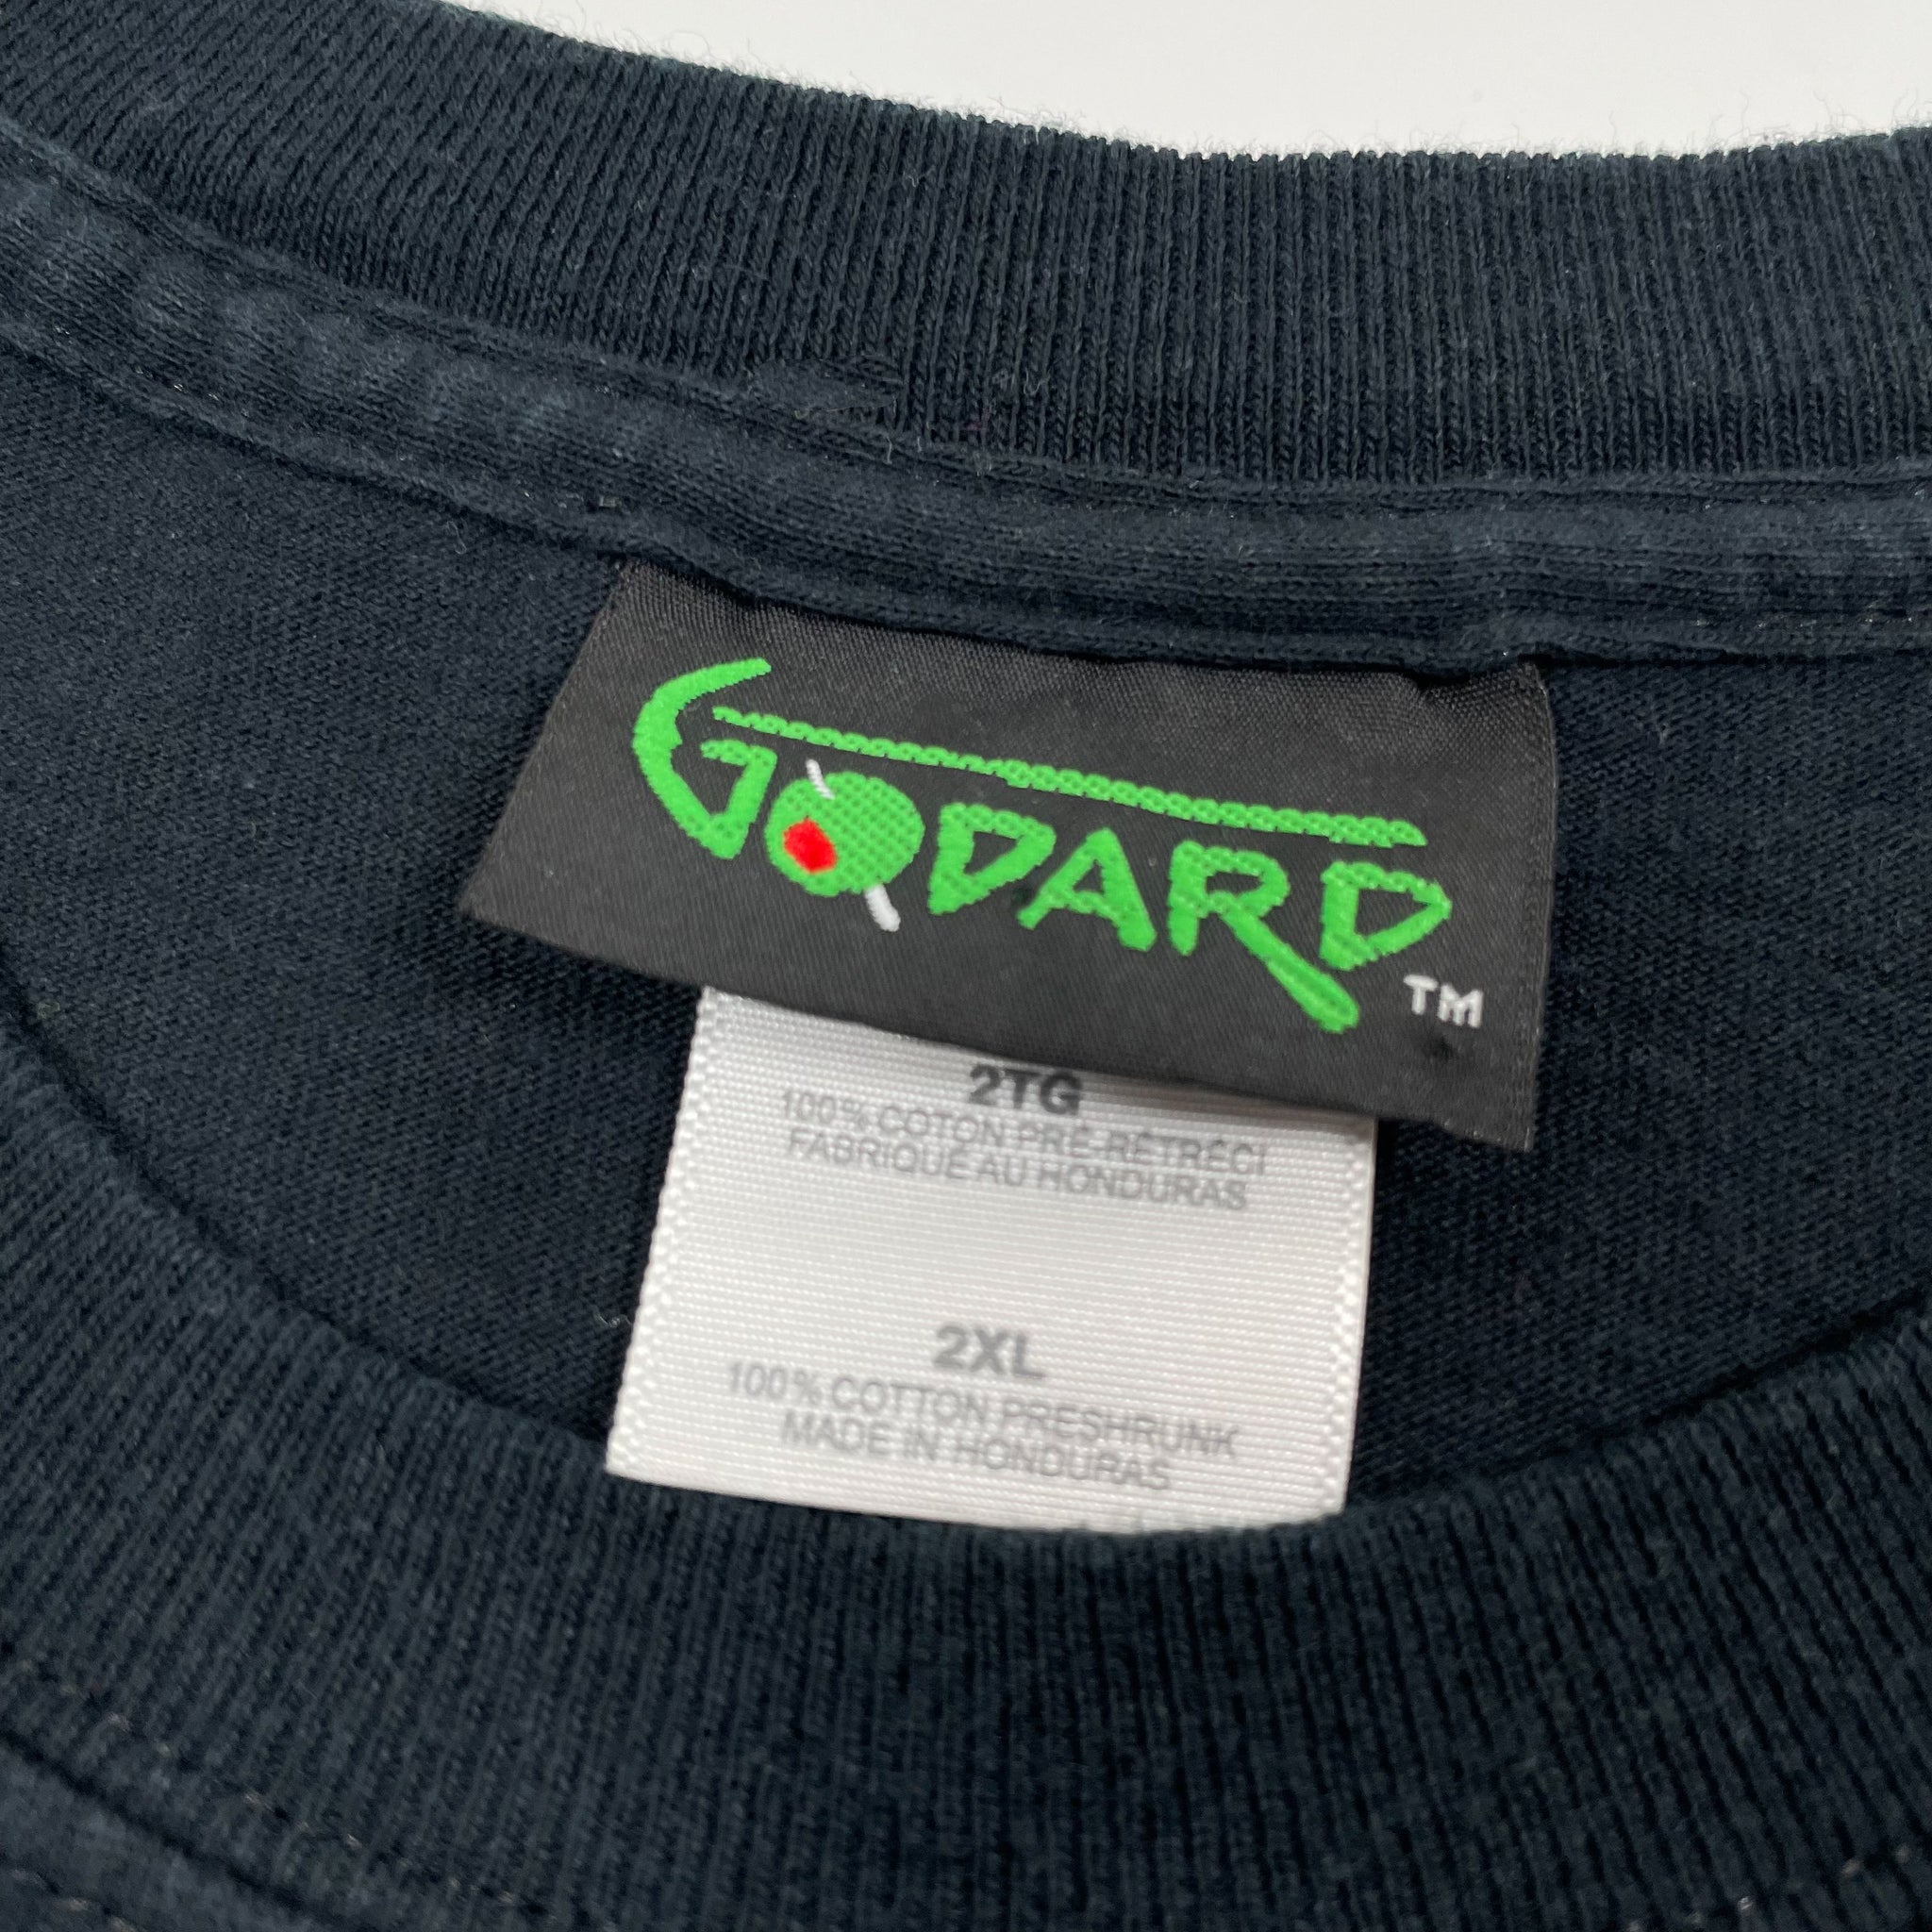 GODARD
TM
2TG
100% COTON PRÉ-RÉTRÉCI
FABRIQUÉ AU HONDURAS
2XL
100% COTTON PRESHRUNK
MADE IN HONDURAS